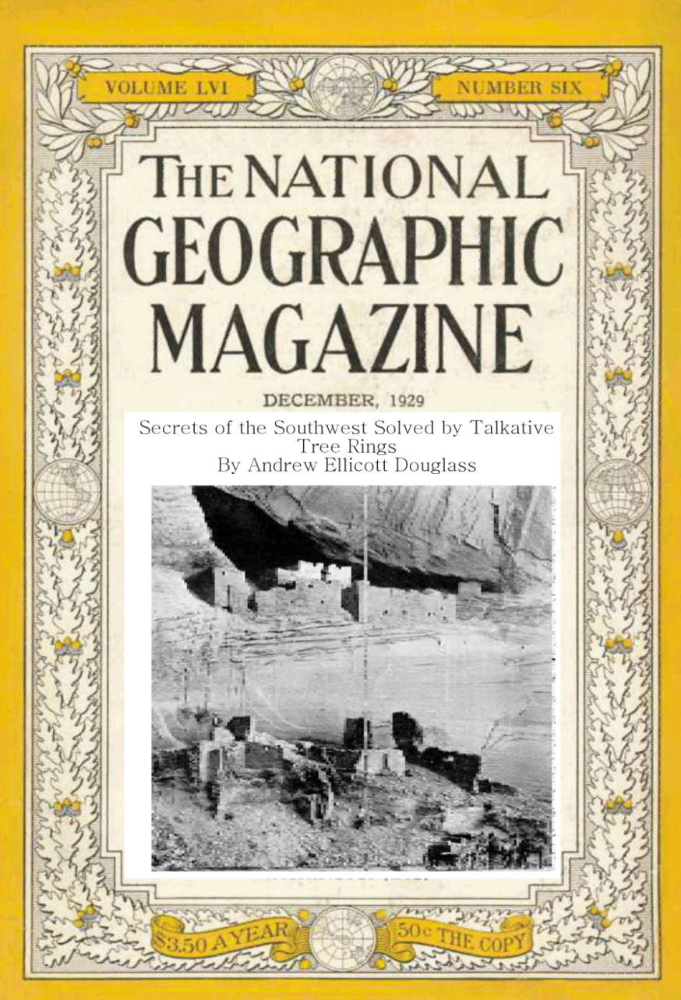 VOLUME LVI
NUMBER SIX
THE NATIONAL
GEOGRAPHIC
MAGAZINE
DECEMBER, 1929
Secrets of the Southwest Solved by Talkative
Tree Rings
By Andrew Ellicott Douglass
$3.50 A YEAR
50c THE COPY